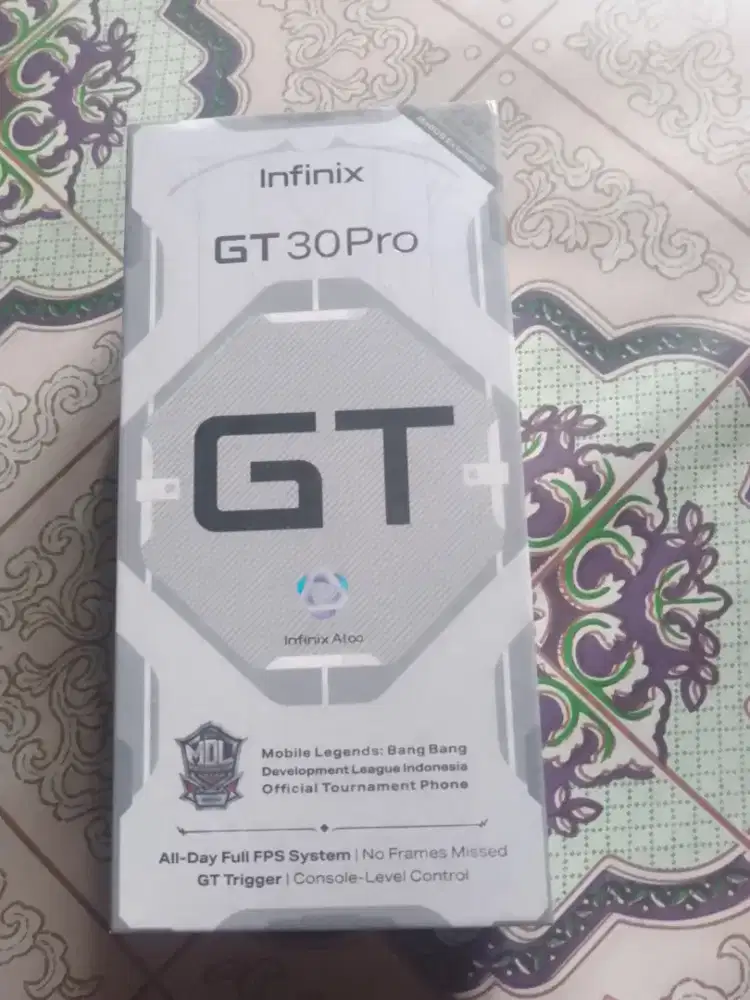 Infinix
GT 30 Pro
GT
Infinix AI∞
MDL
Mobile Legends: Bang Bang
Development League Indonesia
Official Tournament Phone
All-Day Full FPS System | No Frames Missed
GT Trigger | Console-Level Control